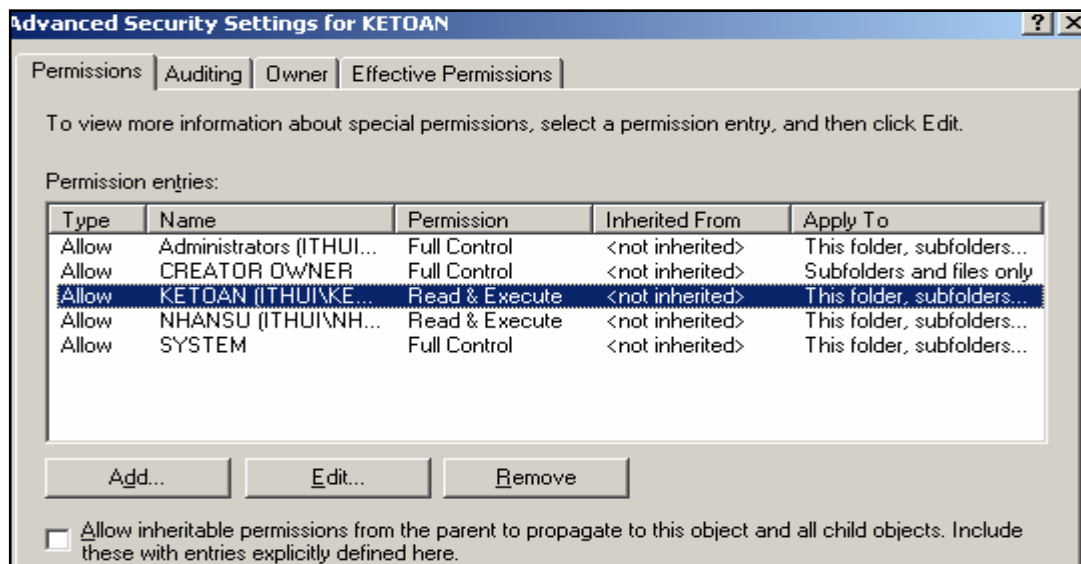 Advanced Security Settings for KETOAN
Permissions Auditing Owner Effective Permissions
To view more information about special permissions, select a permission entry, and then click Edit.
Permission entries:
Type Name Permission Inherited From Apply To
Allow Administrators (ITHUI... Full Control <not inherited> This folder, subfolders...
Allow CREATOR OWNER Full Control <not inherited> Subfolders and files only
Allow KETOAN (ITHUI\KE... Read & Execute <not inherited> This folder, subfolders...
Allow NHANSU (ITHUI\NH... Read & Execute <not inherited> This folder, subfolders...
Allow SYSTEM Full Control <not inherited> This folder, subfolders...
Add... Edit... Remove
Allow inheritable permissions from the parent to propagate to this object and all child objects. Include
these with entries explicitly defined here.